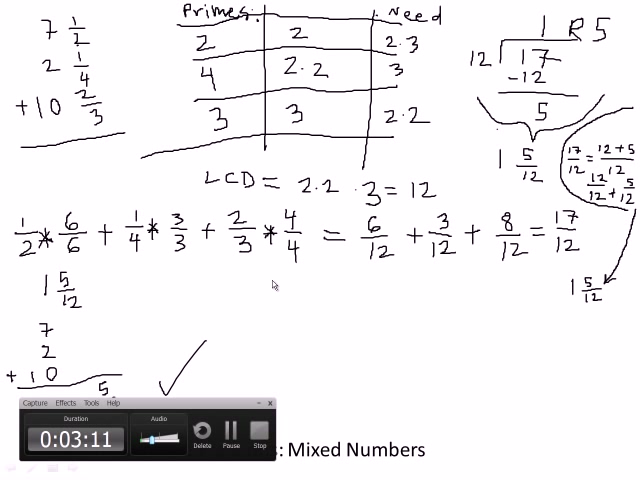 7 1/2
2 1/4
+10 2/3
Primes: Need
2 2 2·3
4 2·2 3
3 3 2·2
LCD = 2·2·3 = 12
1 R5
12 17
-12
5
1 5/12
17/12 = 12+5/12
12/12 + 5/12
1 5/12
1/2 * 6/6 + 1/4 * 3/3 + 2/3 * 4/4 = 6/12 + 3/12 + 8/12 = 17/12
1 5/12
7
2
+10
5
Capture Effects Tools Help
Duration Audio
0:03:11
Delete Pause Stop
s: Mixed Numbers